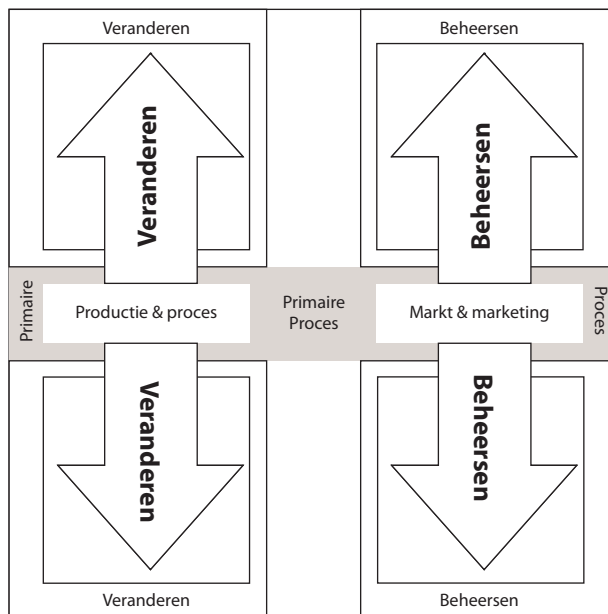 Veranderen
Beheersen
Veranderen
Beheersen
Primaire
Productie & proces
Primaire
Proces
Markt & marketing
Proces
Veranderen
Beheersen
Veranderen
Beheersen